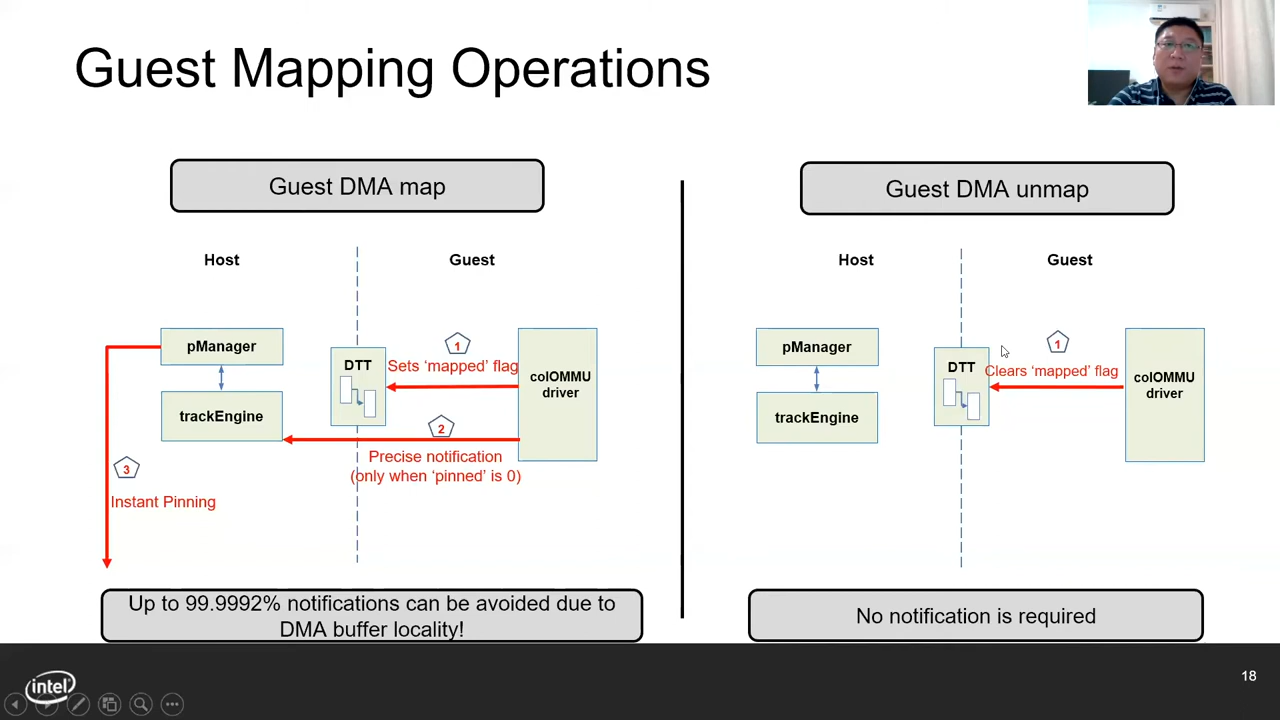 Guest Mapping Operations
Guest DMA map
Host
Guest
pManager
trackEngine
DTT
coIOMMU
driver
1
Sets ‘mapped’ flag
2
Precise notification
(only when ‘pinned’ is 0)
3
Instant Pinning
Up to 99.9992% notifications can be avoided due to
DMA buffer locality!
Guest DMA unmap
Host
Guest
pManager
trackEngine
DTT
coIOMMU
driver
1
Clears ‘mapped’ flag
No notification is required
intel
18